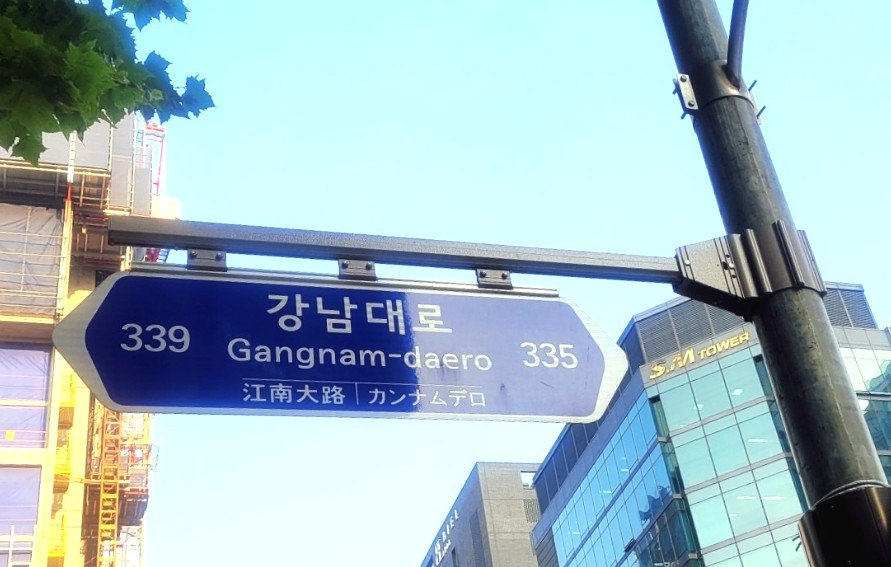 강남대로
339 Gangnam-daero 335
江南大路 | カンナムデロ
S.M TOWER